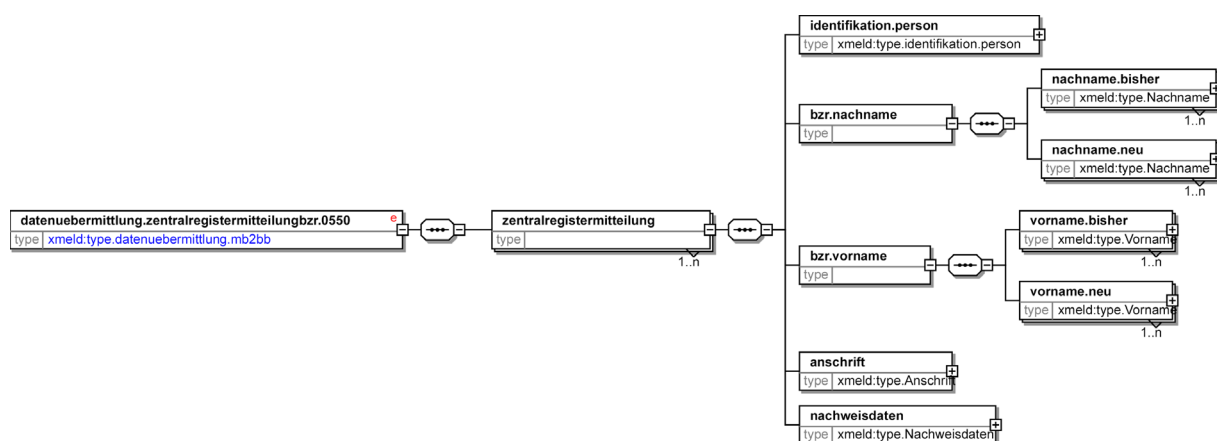 identifikation.person
type xmeld:type.identifikation.person
nachname.bisher
type xmeld:type.Nachname
1..n
bzr.nachname
type
nachname.neu
type xmeld:type.Nachname
1..n
datenuebermittlung.zentralregistermitteilungbzr.0550 e
type xmeld:type.datenuebermittlung.mb2bb
zentralregistermitteilung
type
1..n
vorname.bisher
type xmeld:type.Vorname
1..n
bzr.vorname
type
vorname.neu
type xmeld:type.Vorname
1..n
anschrift
type xmeld:type.Anschrift
nachweisdaten
type xmeld:type.Nachweisdaten